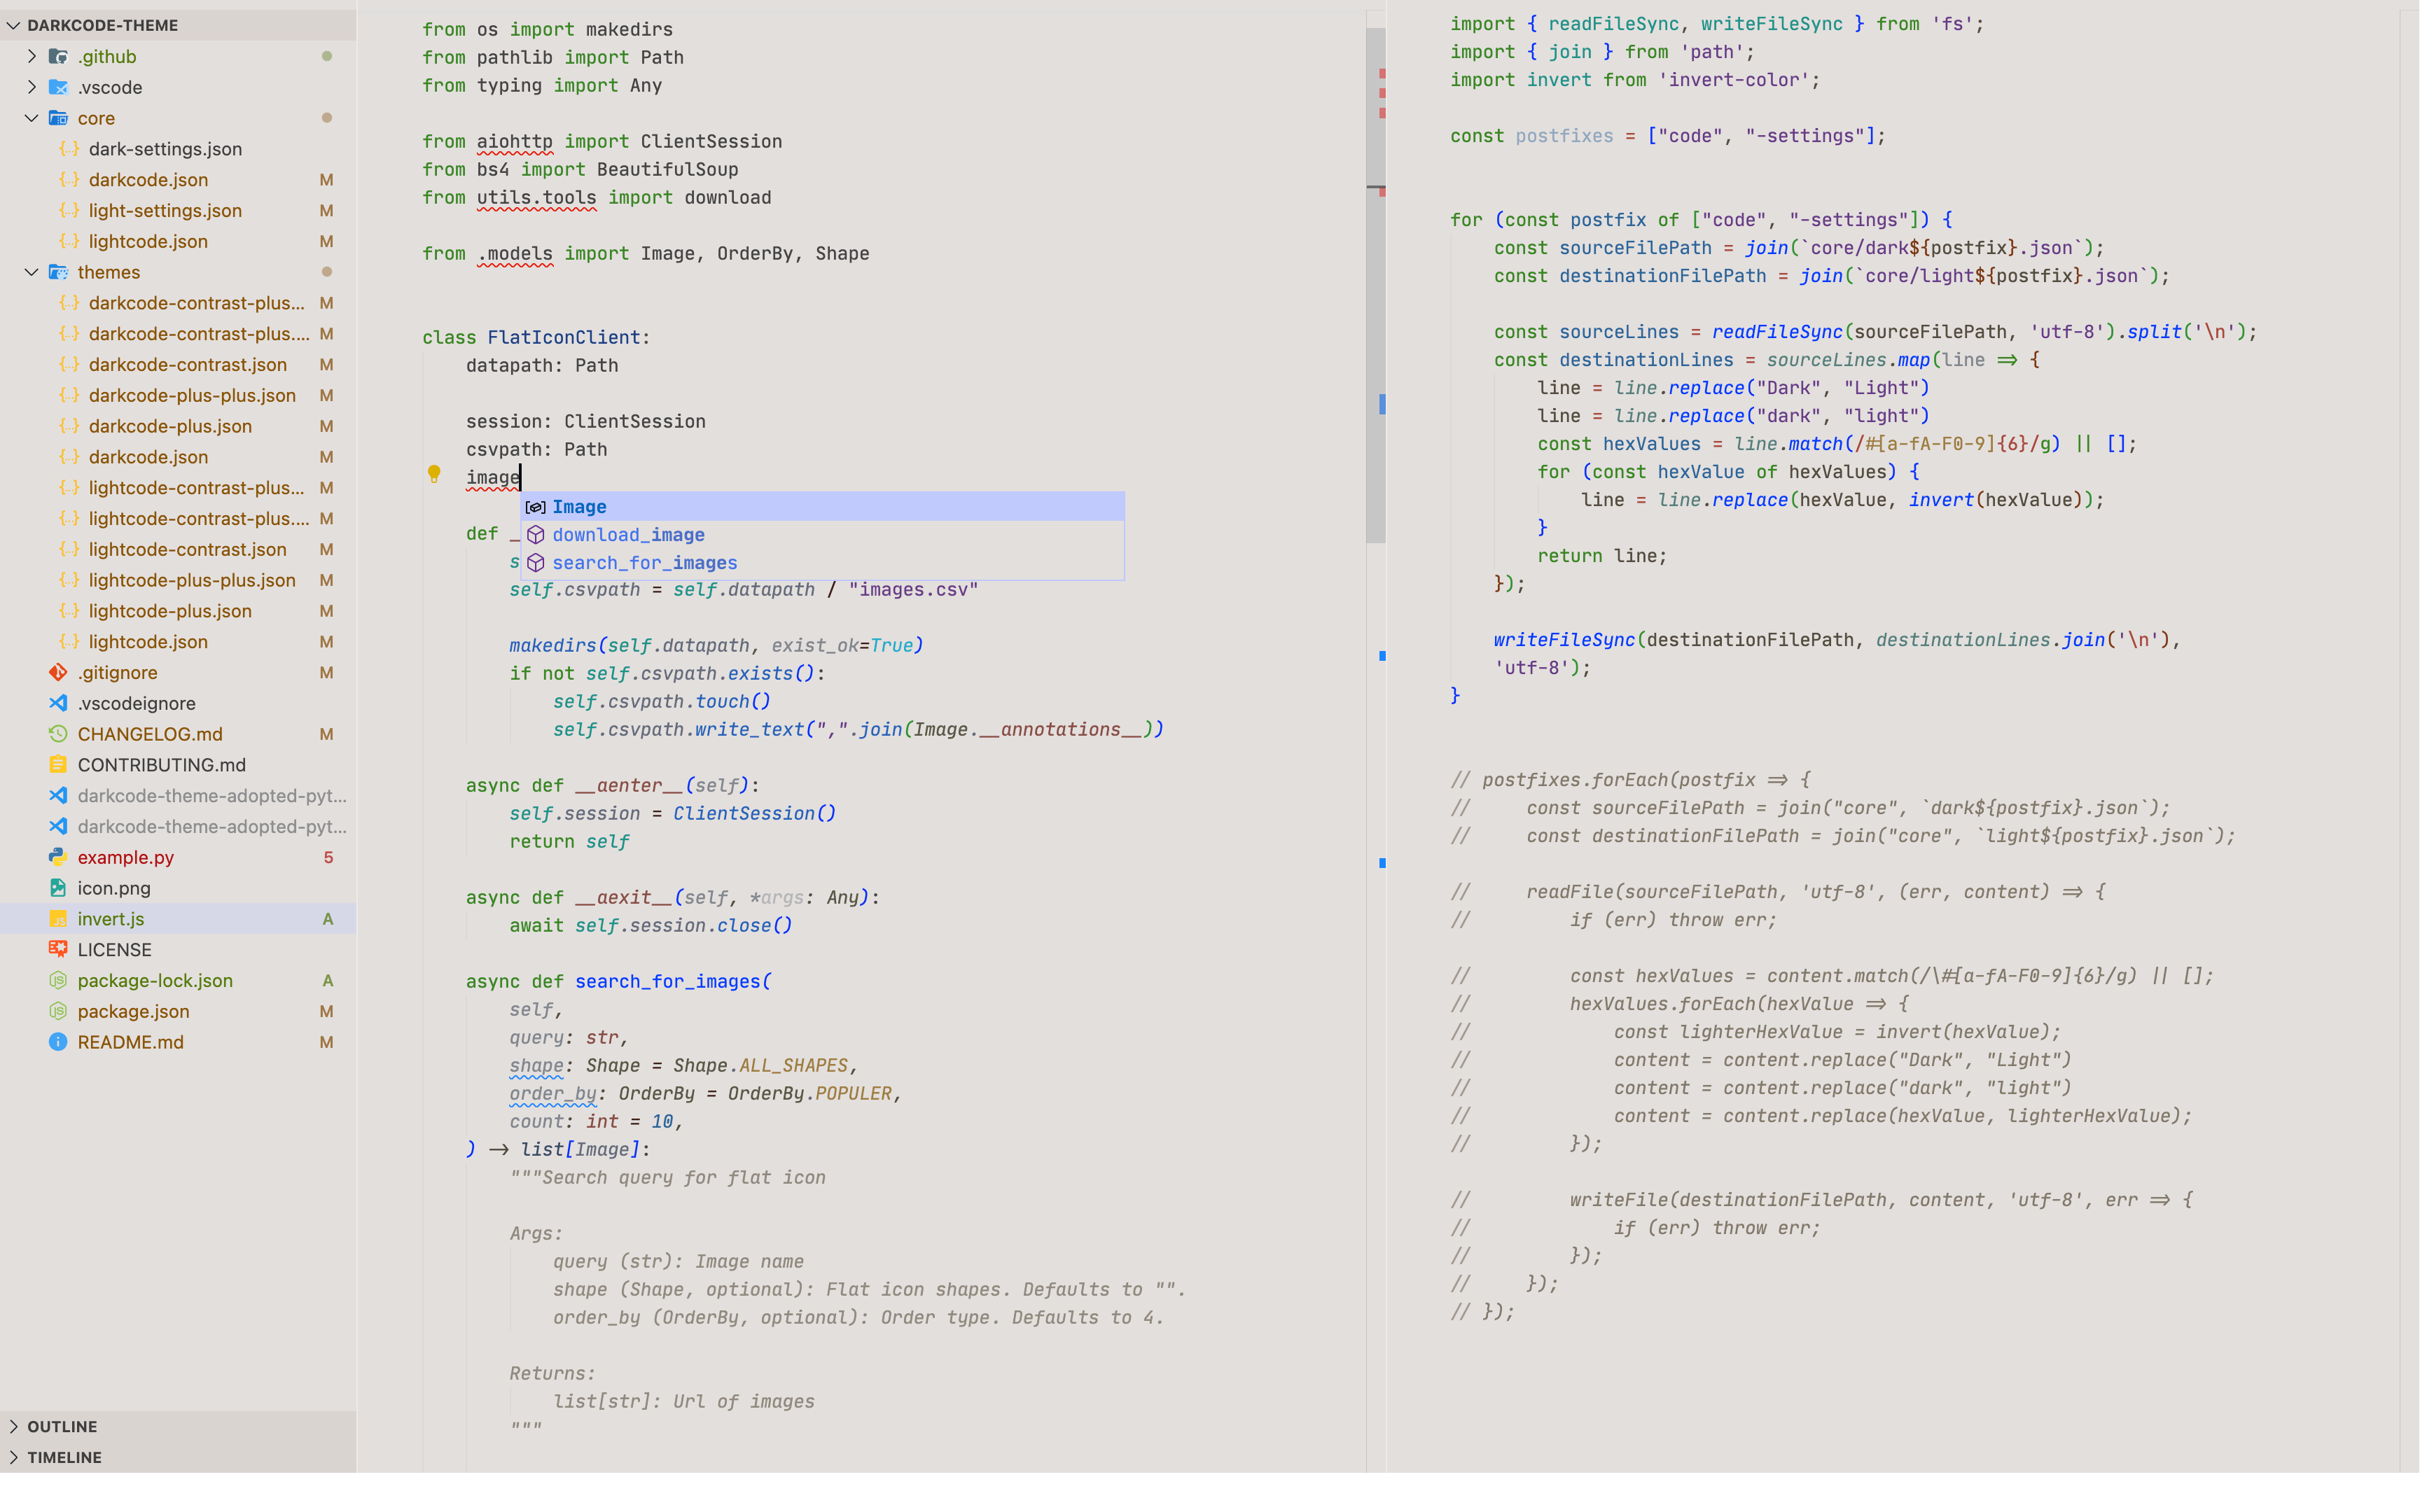 DARKCODE-THEME
.github
.vscode
core
dark-settings.json
darkcode.json M
light-settings.json M
lightcode.json M
themes
darkcode-contrast-plus... M
darkcode-contrast-plus.... M
darkcode-contrast.json M
darkcode-plus-plus.json M
darkcode-plus.json M
darkcode.json M
lightcode-contrast-plus... M
lightcode-contrast-plus.... M
lightcode-contrast.json M
lightcode-plus-plus.json M
lightcode-plus.json M
lightcode.json M
.gitignore M
.vscodeignore
CHANGELOG.md M
CONTRIBUTING.md
darkcode-theme-adopted-pyt...
darkcode-theme-adopted-pyt...
example.py 5
icon.png
invert.js A
LICENSE
package-lock.json A
package.json M
README.md M
OUTLINE
TIMELINE
from os import makedirs
from pathlib import Path
from typing import Any
from aiohttp import ClientSession
from bs4 import BeautifulSoup
from utils.tools import download
from .models import Image, OrderBy, Shape
class FlatIconClient:
    datapath: Path
    session: ClientSession
    csvpath: Path
    image
Image
download_image
search_for_images
    def _
        s
        self.csvpath = self.datapath / "images.csv"
        makedirs(self.datapath, exist_ok=True)
        if not self.csvpath.exists():
            self.csvpath.touch()
            self.csvpath.write_text(",".join(Image.__annotations__))
    async def __aenter__(self):
        self.session = ClientSession()
        return self
    async def __aexit__(self, *args: Any):
        await self.session.close()
    async def search_for_images(
        self,
        query: str,
        shape: Shape = Shape.ALL_SHAPES,
        order_by: OrderBy = OrderBy.POPULER,
        count: int = 10,
    ) -> list[Image]:
        """Search query for flat icon
        Args:
            query (str): Image name
            shape (Shape, optional): Flat icon shapes. Defaults to "".
            order_by (OrderBy, optional): Order type. Defaults to 4.
        Returns:
            list[str]: Url of images
        """
import { readFileSync, writeFileSync } from 'fs';
import { join } from 'path';
import invert from 'invert-color';
const postfixes = ["code", "-settings"];
for (const postfix of ["code", "-settings"]) {
    const sourceFilePath = join(`core/dark${postfix}.json`);
    const destinationFilePath = join(`core/light${postfix}.json`);
    const sourceLines = readFileSync(sourceFilePath, 'utf-8').split('\n');
    const destinationLines = sourceLines.map(line => {
        line = line.replace("Dark", "Light")
        line = line.replace("dark", "light")
        const hexValues = line.match(/#[a-fA-F0-9]{6}/g) || [];
        for (const hexValue of hexValues) {
            line = line.replace(hexValue, invert(hexValue));
        }
        return line;
    });
    writeFileSync(destinationFilePath, destinationLines.join('\n'),
    'utf-8');
}
// postfixes.forEach(postfix => {
//     const sourceFilePath = join("core", `dark${postfix}.json`);
//     const destinationFilePath = join("core", `light${postfix}.json`);
//     readFile(sourceFilePath, 'utf-8', (err, content) => {
//         if (err) throw err;
//         const hexValues = content.match(/\#[a-fA-F0-9]{6}/g) || [];
//         hexValues.forEach(hexValue => {
//             const lighterHexValue = invert(hexValue);
//             content = content.replace("Dark", "Light")
//             content = content.replace("dark", "light")
//             content = content.replace(hexValue, lighterHexValue);
//         });
//         writeFile(destinationFilePath, content, 'utf-8', err => {
//             if (err) throw err;
//         });
//     });
// });